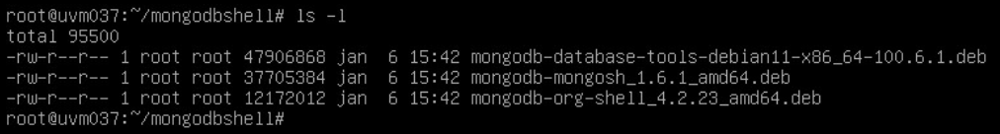 root@uvm037:~/mongodbshell# ls -l
total 95500
-rw-r--r-- 1 root root 47906868 jan  6 15:42 mongodb-database-tools-debian11-x86_64-100.6.1.deb
-rw-r--r-- 1 root root 37705384 jan  6 15:42 mongodb-mongosh_1.6.1_amd64.deb
-rw-r--r-- 1 root root 12172012 jan  6 15:42 mongodb-org-shell_4.2.23_amd64.deb
root@uvm037:~/mongodbshell#